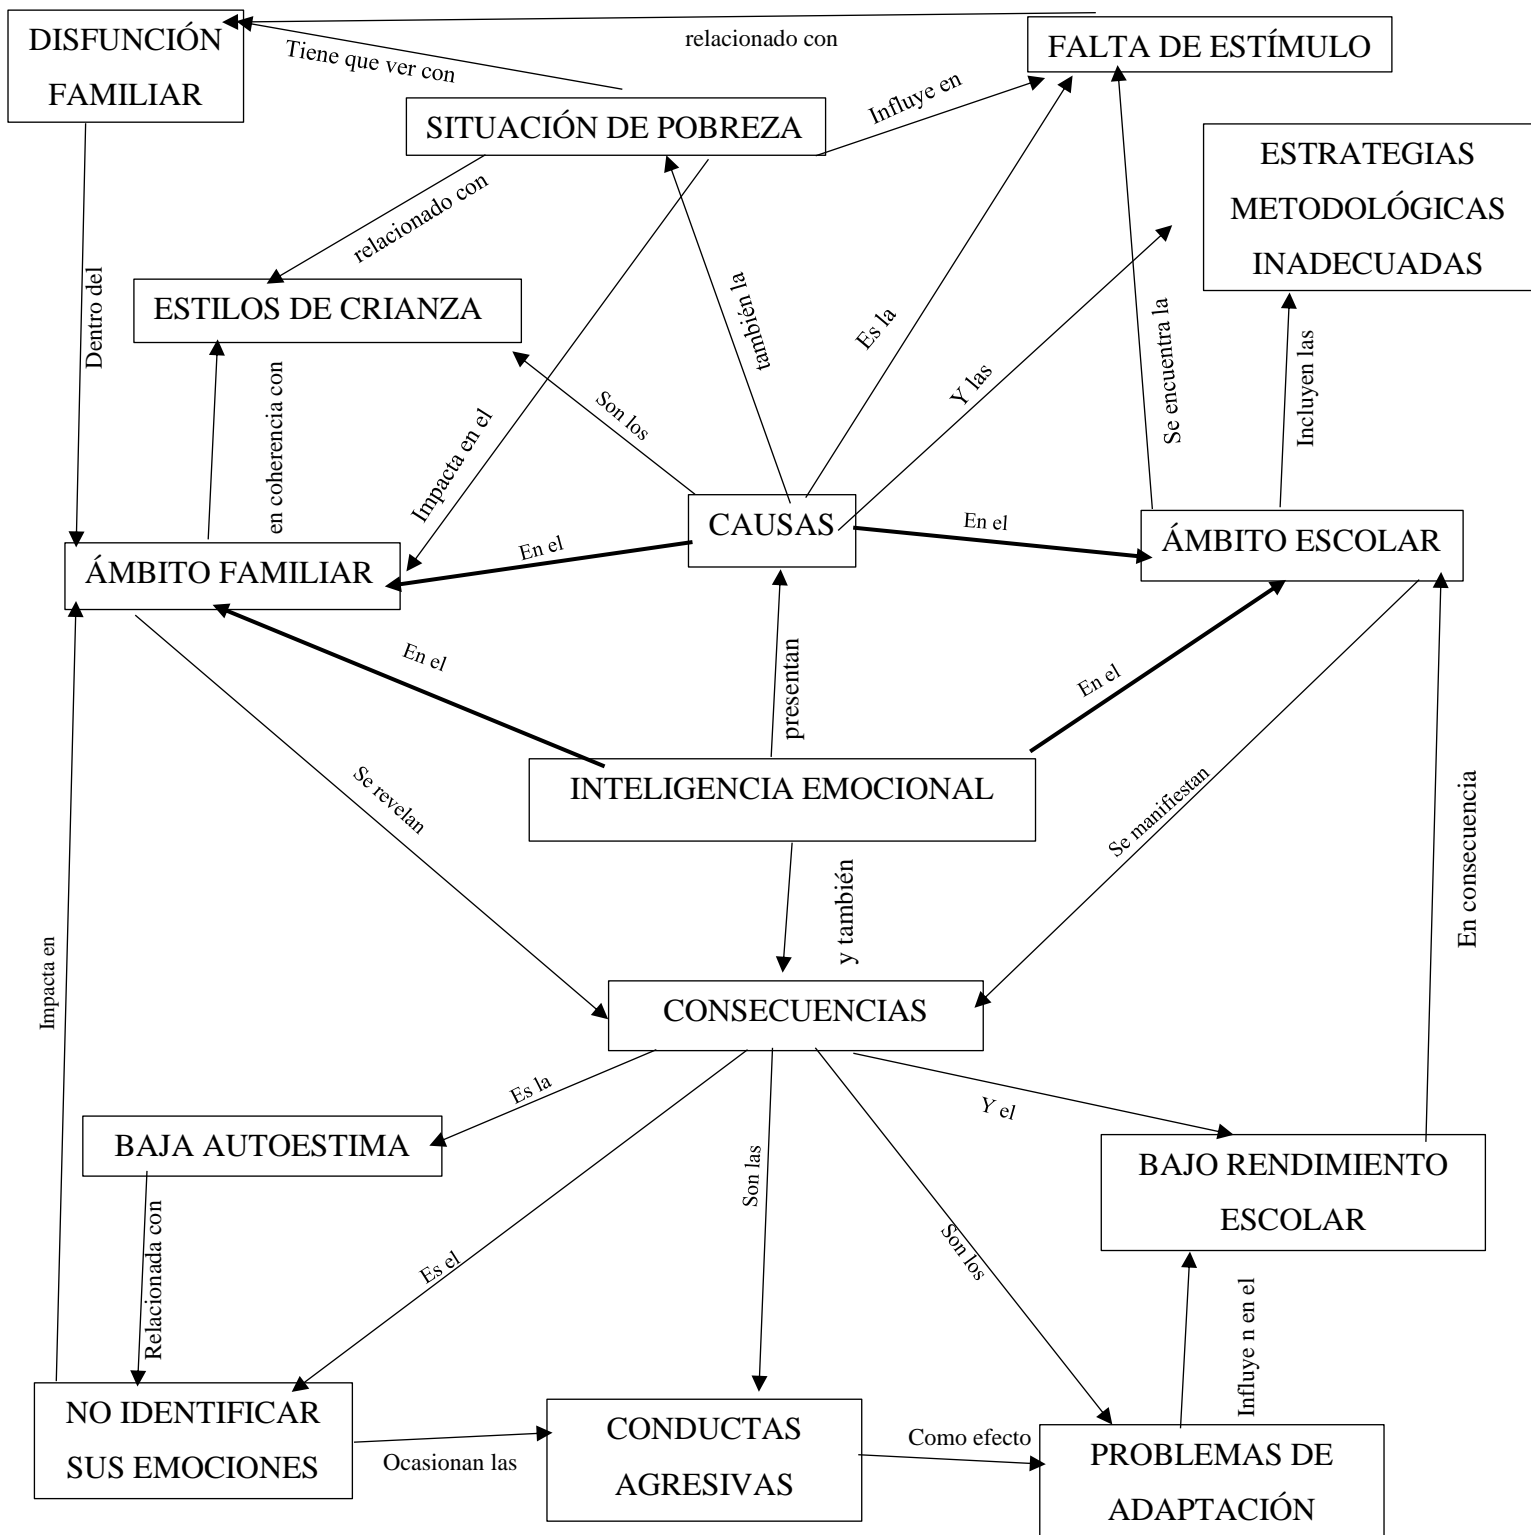 DISFUNCIÓN
FAMILIAR
relacionado con
FALTA DE ESTÍMULO
Tiene que ver con
SITUACIÓN DE POBREZA
Influye en
ESTRATEGIAS
METODOLÓGICAS
INADECUADAS
relacionado con
Dentro del
ESTILOS DE CRIANZA
también la
Es la
Y las
Se encuentra la
Incluyen las
en coherencia con
Son los
Impacta en el
CAUSAS
En el
En el
ÁMBITO ESCOLAR
ÁMBITO FAMILIAR
En el
presentan
En el
INTELIGENCIA EMOCIONAL
Se revelan
Se manifiestan
y también
En consecuencia
Impacta en
CONSECUENCIAS
Es la
Y el
BAJA AUTOESTIMA
Son las
BAJO RENDIMIENTO
ESCOLAR
Relacionada con
Es el
Son los
Influye n en el
NO IDENTIFICAR
SUS EMOCIONES
Ocasionan las
CONDUCTAS
AGRESIVAS
Como efecto
PROBLEMAS DE
ADAPTACIÓN